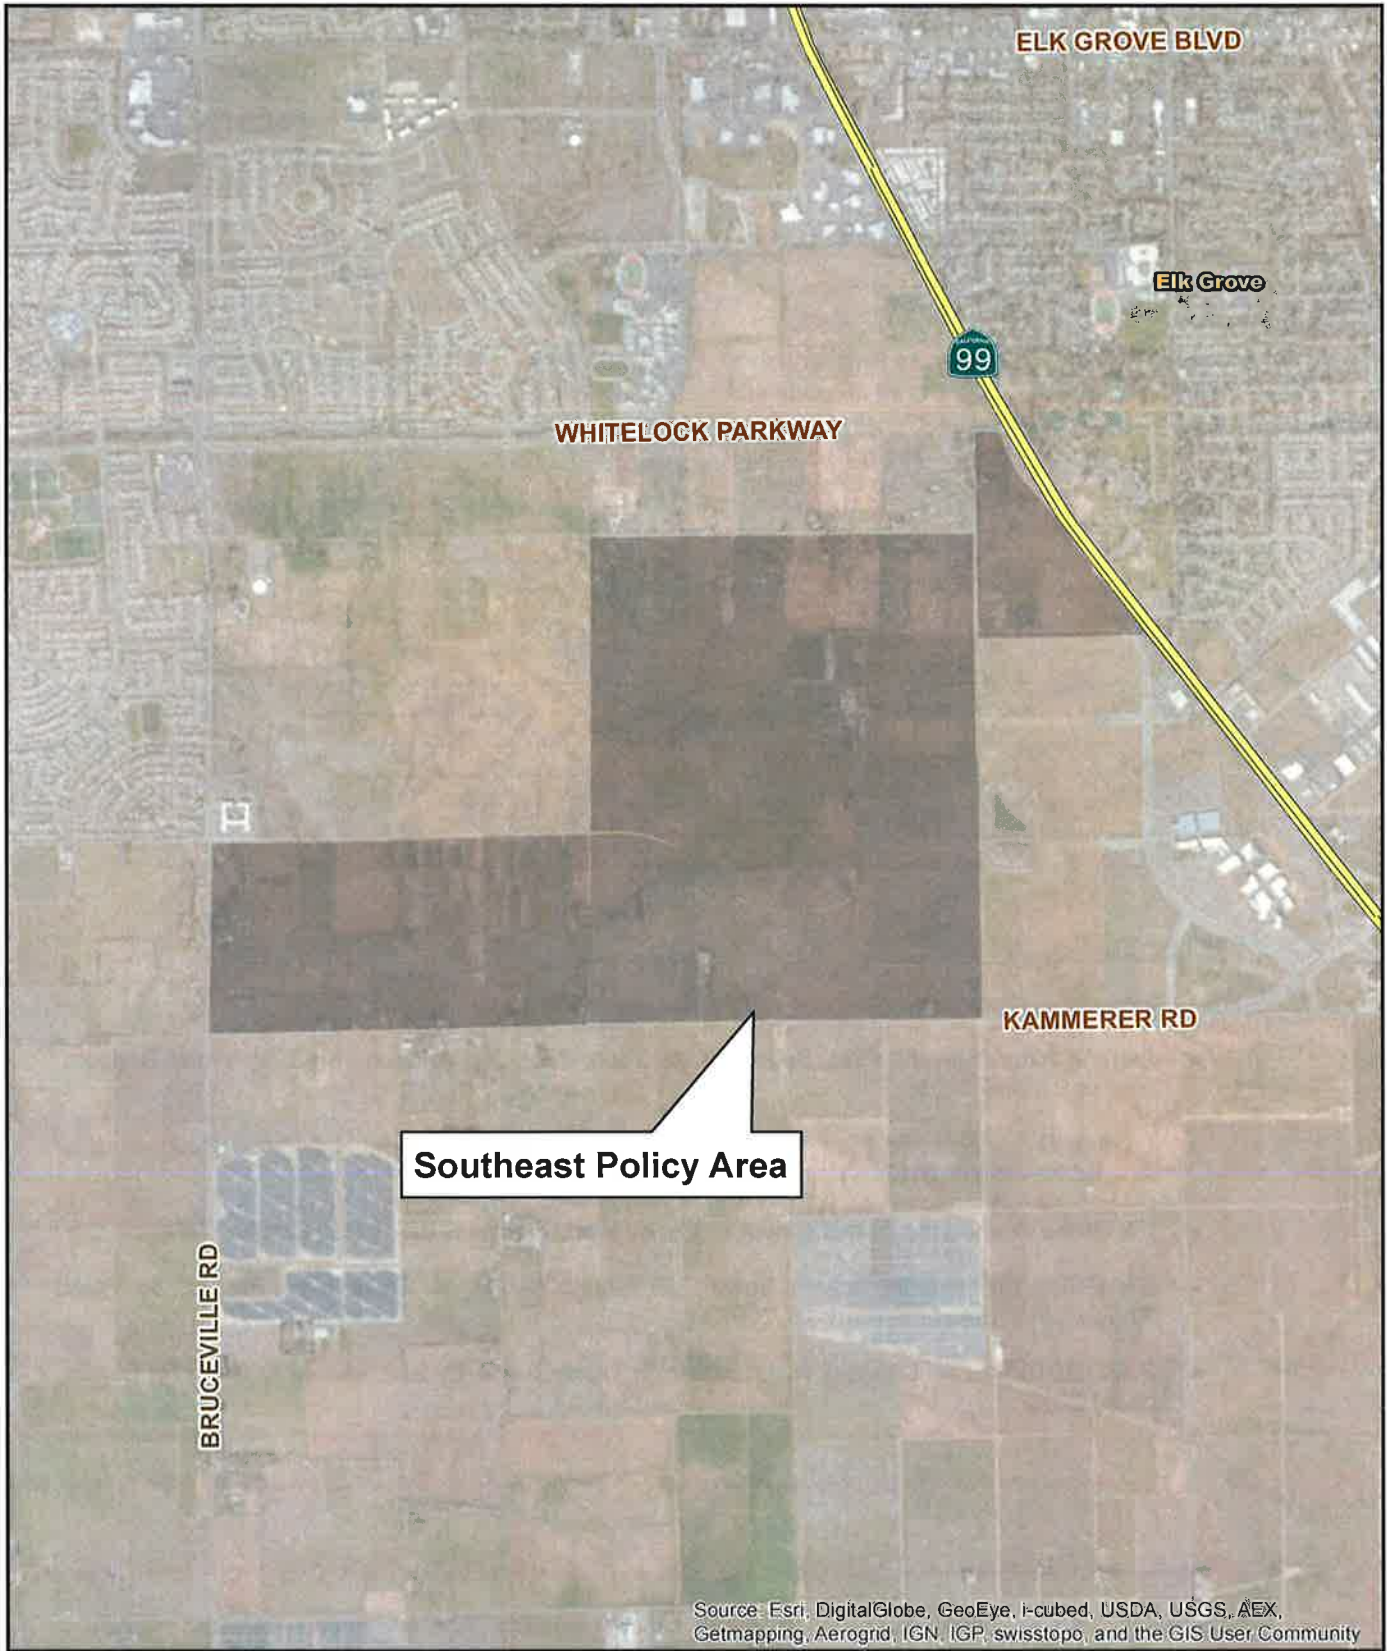 ELK GROVE BLVD
Elk Grove
CALIFORNIA
99
WHITELOCK PARKWAY
KAMMERER RD
Southeast Policy Area
BRUCEVILLE RD
Source: Esri, DigitalGlobe, GeoEye, i-cubed, USDA, USGS, AEX,
Getmapping, Aerogrid, IGN, IGP, swisstopo, and the GIS User Community